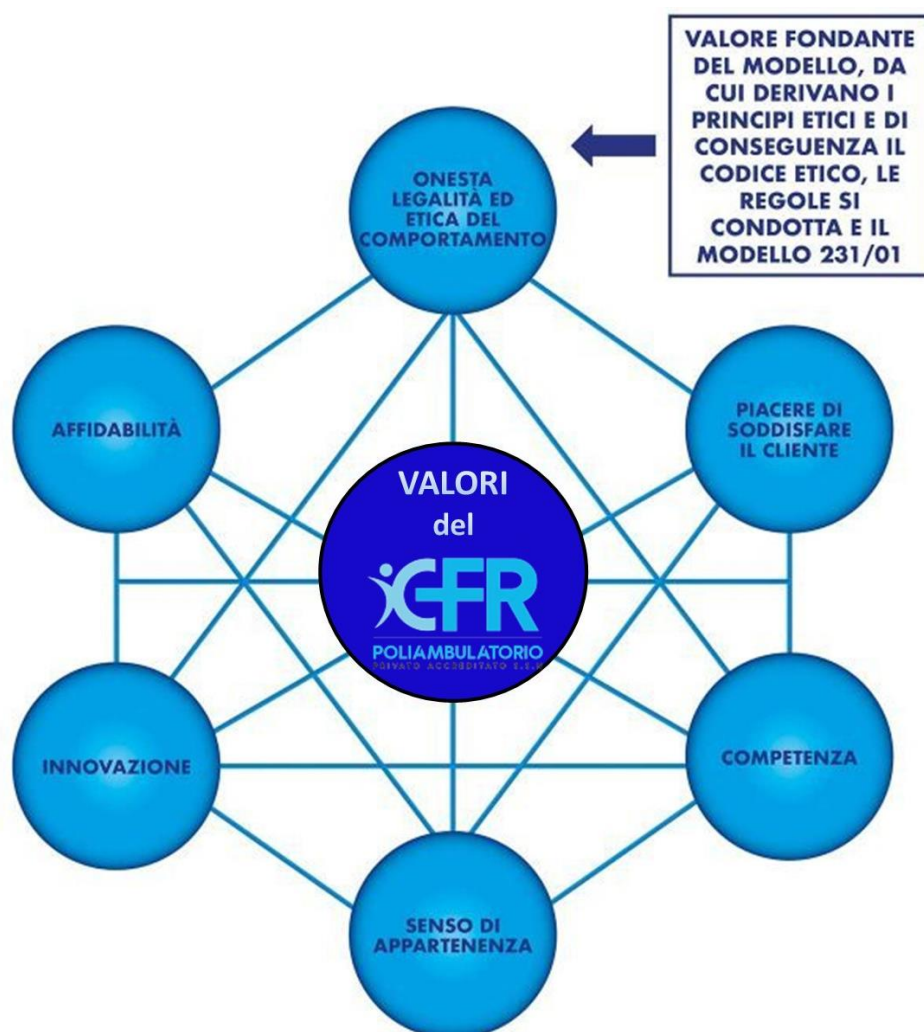 VALORE FONDANTE
DEL MODELLO, DA
CUI DERIVANO I
PRINCIPI ETICI E DI
CONSEGUENZA IL
CODICE ETICO, LE
REGOLE SI
CONDOTTA E IL
MODELLO 231/01
ONESTA
LEGALITÀ ED
ETICA DEL
COMPORTAMENTO
AFFIDABILITÀ
PIACERE DI
SODDISFARE
IL CLIENTE
VALORI
del
CFR
POLIAMBULATORIO
PRIVATO ACCREDITATO S.S.N
INNOVAZIONE
COMPETENZA
SENSO DI
APPARTENENZA